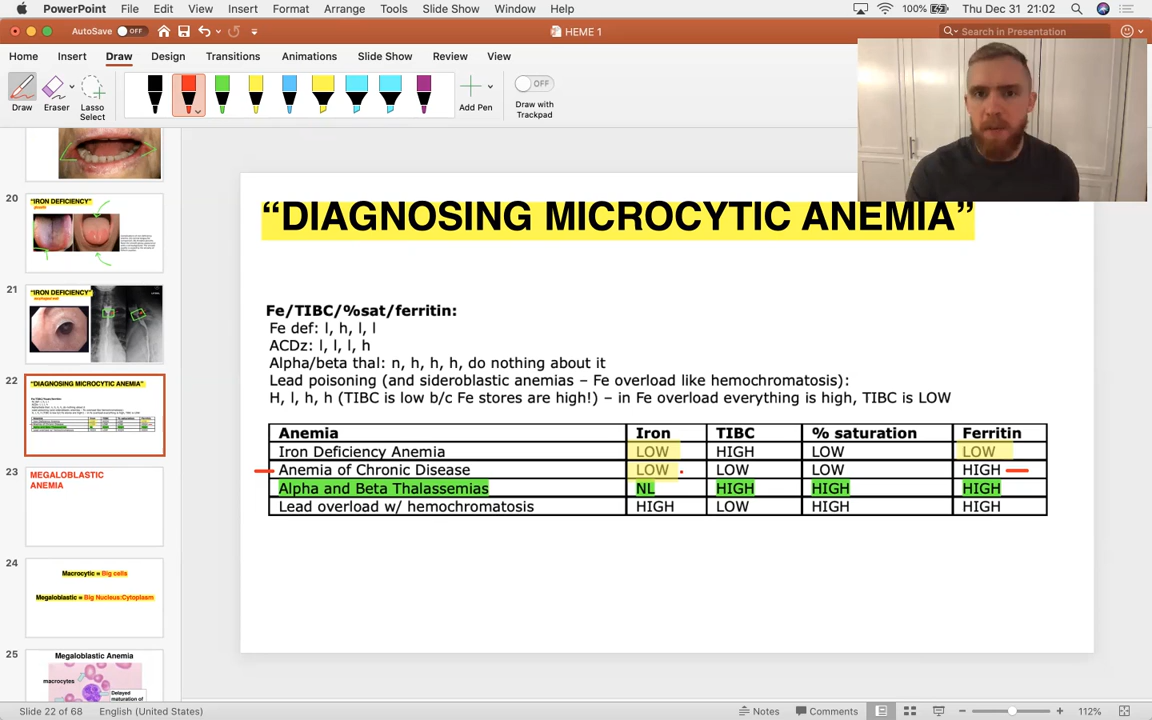 PowerPoint File Edit View Insert Format Arrange Tools Slide Show Window Help 100% Thu Dec 31 21:02
AutoSave OFF HEME 1 Search in Presentation
Home Insert Draw Design Transitions Animations Slide Show Review View
Draw Eraser Lasso Select Add Pen OFF Draw with Trackpad
20
"IRON DEFICIENCY"
21
"IRON DEFICIENCY"
22
"DIAGNOSING MICROCYTIC ANEMIA"
23
MEGALOBLASTIC
ANEMIA
24
Macrocytic = Big cells
Megaloblastic = Big Nucleus:Cytoplasm
25
Megaloblastic Anemia
macrocytes
Delayed
maturation of
"DIAGNOSING MICROCYTIC ANEMIA"
Fe/TIBC/%sat/ferritin:
Fe def: l, h, l, l
ACDz: l, l, l, h
Alpha/beta thal: n, h, h, h, do nothing about it
Lead poisoning (and sideroblastic anemias – Fe overload like hemochromatosis):
H, l, h, h (TIBC is low b/c Fe stores are high!) – in Fe overload everything is high, TIBC is LOW
Anemia Iron TIBC % saturation Ferritin
Iron Deficiency Anemia LOW HIGH LOW LOW
Anemia of Chronic Disease LOW LOW LOW HIGH
Alpha and Beta Thalassemias NL HIGH HIGH HIGH
Lead overload w/ hemochromatosis HIGH LOW HIGH HIGH
Slide 22 of 68 English (United States) Notes Comments 112%